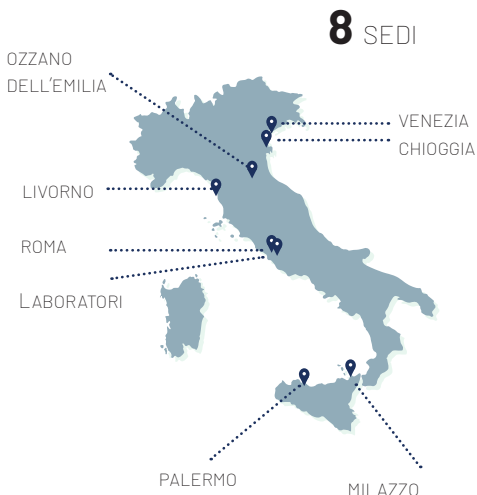 8 SEDI
OZZANO
DELL'EMILIA
VENEZIA
CHIOGGIA
LIVORNO
ROMA
LABORATORI
PALERMO
MILAZZO